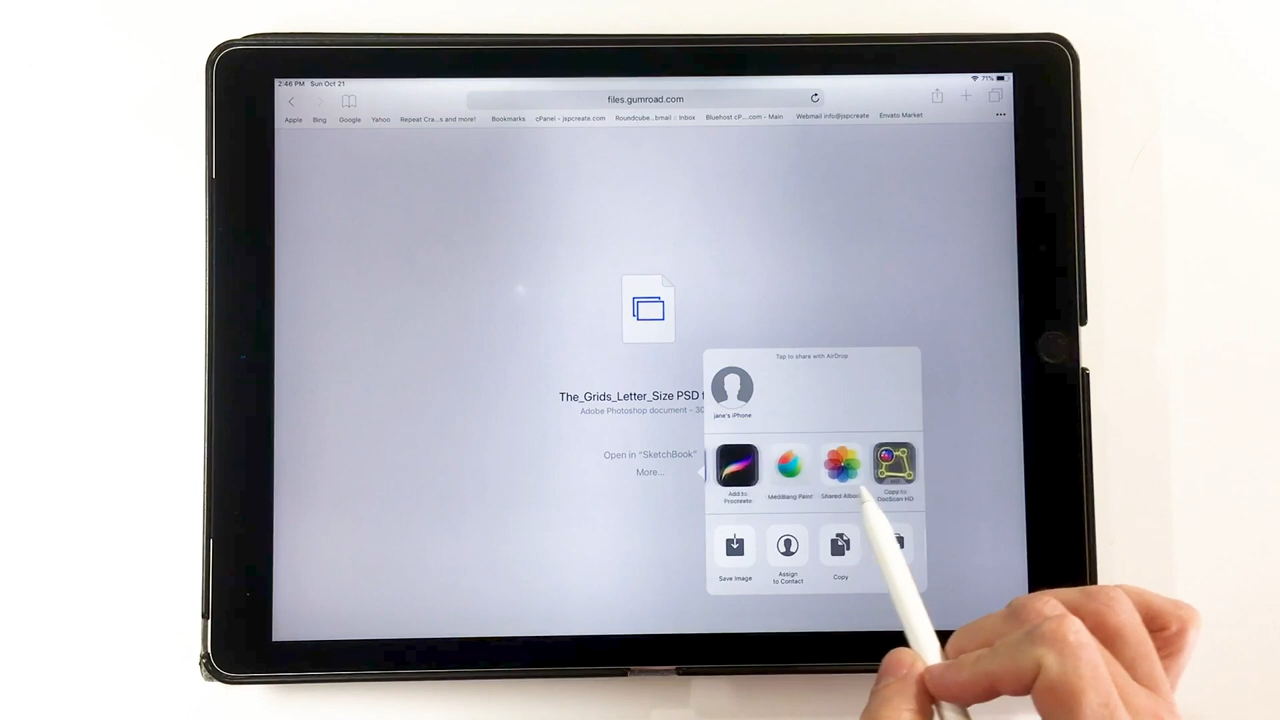 2:46 PM Sun Oct 21
71%
files.gumroad.com
Apple Bing Google Yahoo Repeat Cra...s and more! Bookmarks cPanel - jspcreate.com Roundcube...bmail :: Inbox Bluehost cP....com - Main Webmail info@jspcreate Envato Market
Tap to share with AirDrop
jane's iPhone
The_Grids_Letter_Size PSD
Adobe Photoshop document - 30
Open in “SketchBook”
More...
Add to
Procreate
MediBang Paint
Shared
Copy to
DocScan HD
Save Image
Assign
to Contact
Copy